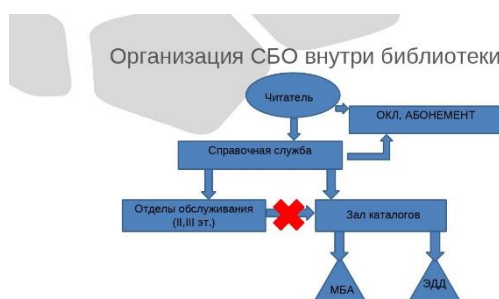 Организация СБО внутри библиотеки
Читатель
ОКЛ, АБОНЕМЕНТ
Справочная служба
Отделы обслуживания
(II,III эт.)
Зал каталогов
МБА
ЭДД